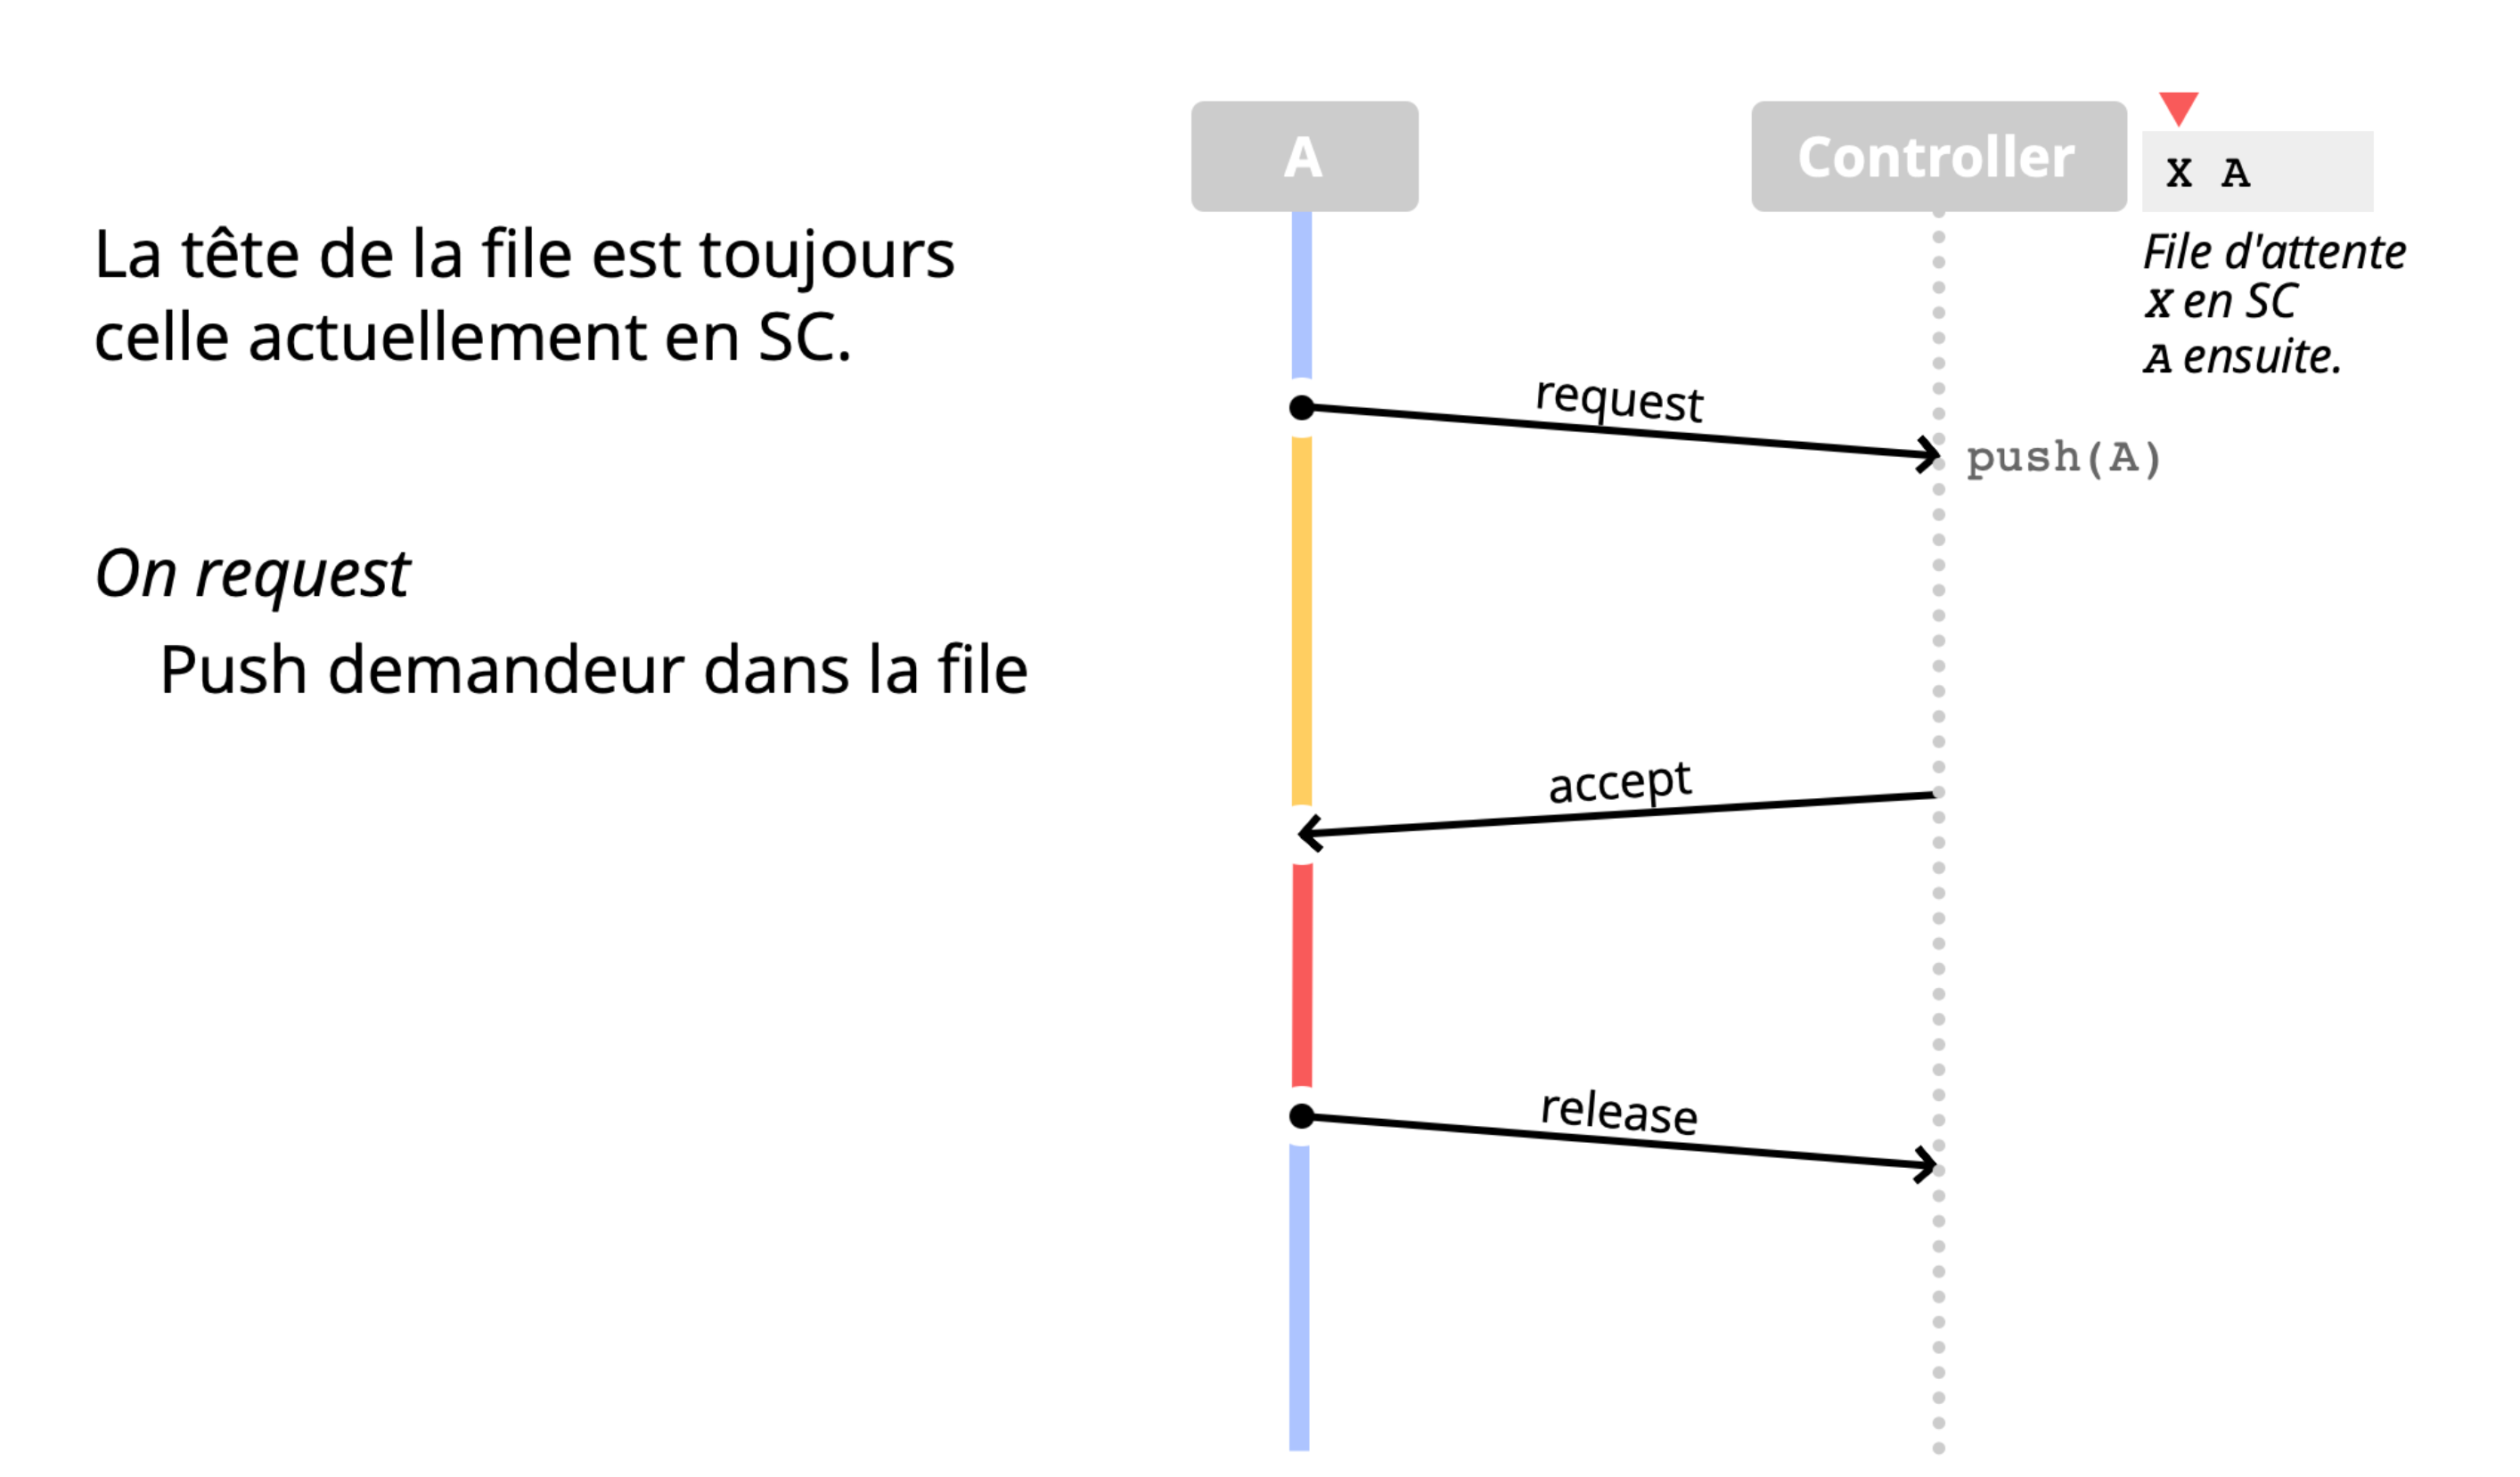 La tête de la file est toujours
celle actuellement en SC.
On request
Push demandeur dans la file
A
Controller
X A
File d'attente
X en SC
A ensuite.
request
push(A)
accept
release